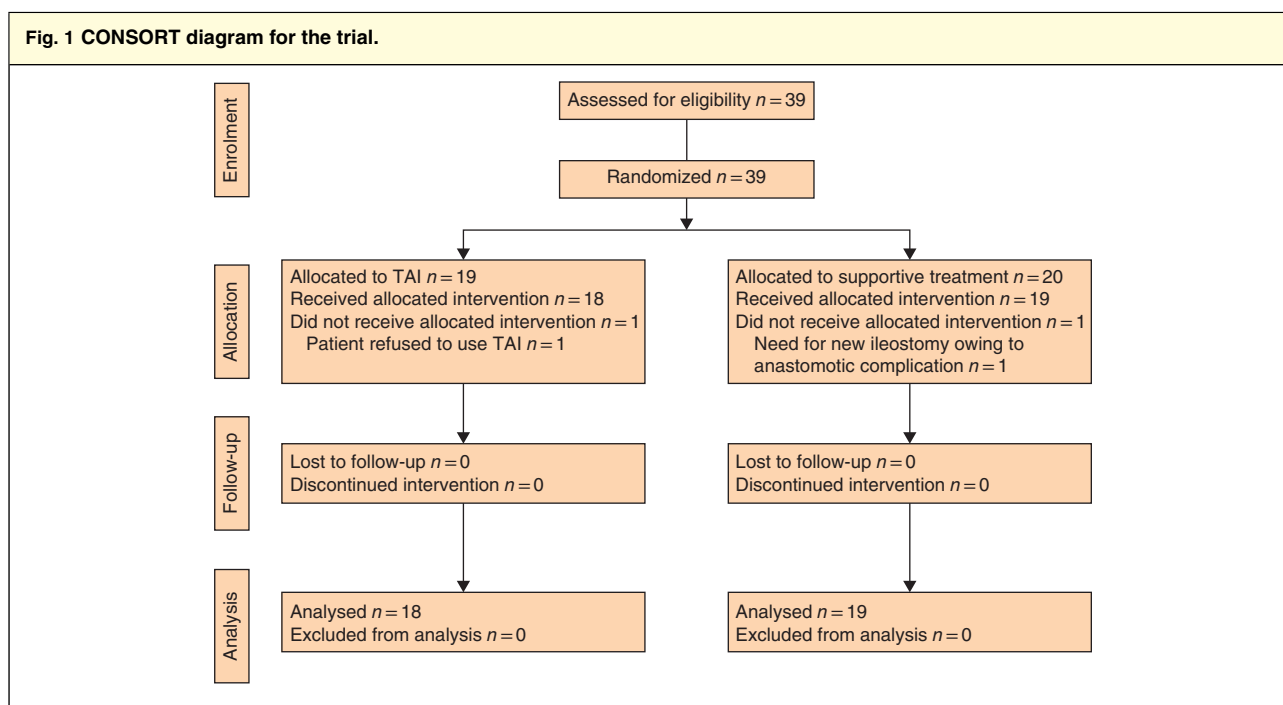 Fig. 1 CONSORT diagram for the trial.
Enrolment
Assessed for eligibility n = 39
Randomized n = 39
Allocation
Allocated to TAI n = 19
Received allocated intervention n = 18
Did not receive allocated intervention n = 1
Patient refused to use TAI n = 1
Allocated to supportive treatment n = 20
Received allocated intervention n = 19
Did not receive allocated intervention n = 1
Need for new ileostomy owing to
anastomotic complication n = 1
Follow-up
Lost to follow-up n = 0
Discontinued intervention n = 0
Lost to follow-up n = 0
Discontinued intervention n = 0
Analysis
Analysed n = 18
Excluded from analysis n = 0
Analysed n = 19
Excluded from analysis n = 0